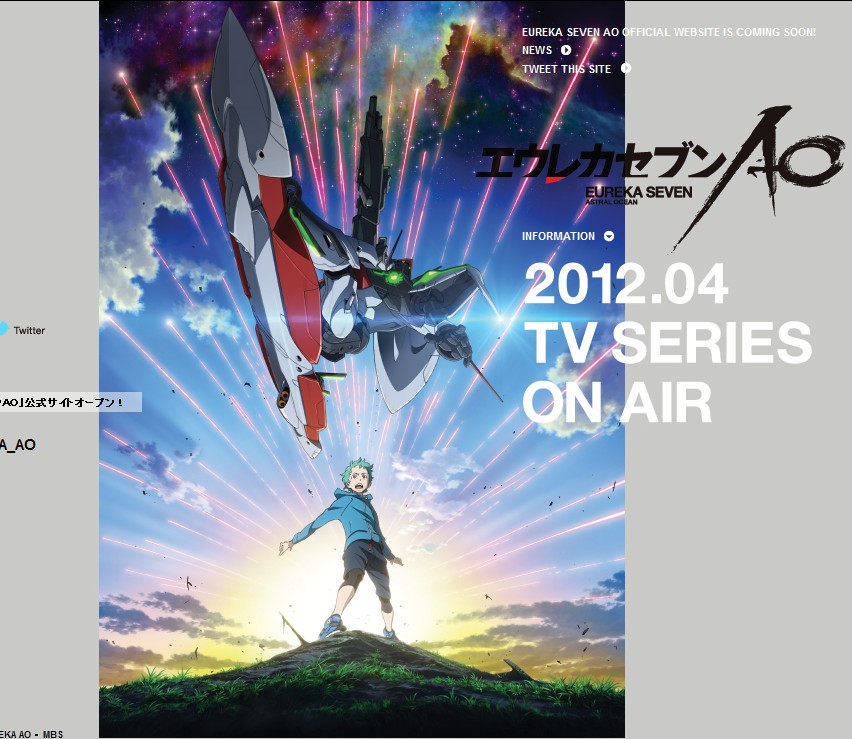 EUREKA SEVEN AO OFFICIAL WEBSITE IS COMING SOON!
NEWS
TWEET THIS SITE
エウレカセブンAO
EUREKA SEVEN
ASTRAL OCEAN
INFORMATION
2012.04
TV SERIES
ON AIR
Twitter
AO」公式サイトオープン！
A_AO
EKA AO・MBS